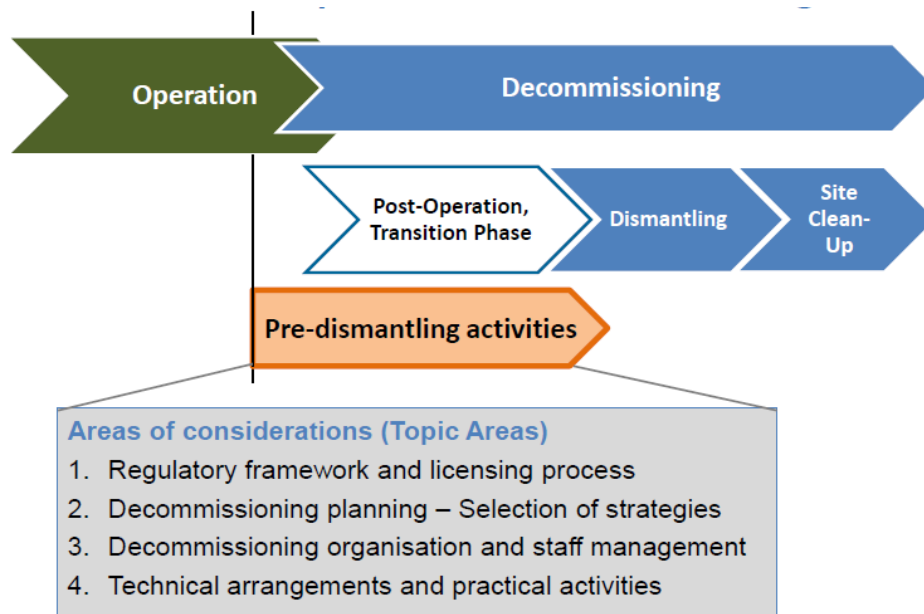 Operation
Decommissioning
Post-Operation,
Transition Phase
Dismantling
Site
Clean-
Up
Pre-dismantling activities
Areas of considerations (Topic Areas)
1. Regulatory framework and licensing process
2. Decommissioning planning – Selection of strategies
3. Decommissioning organisation and staff management
4. Technical arrangements and practical activities